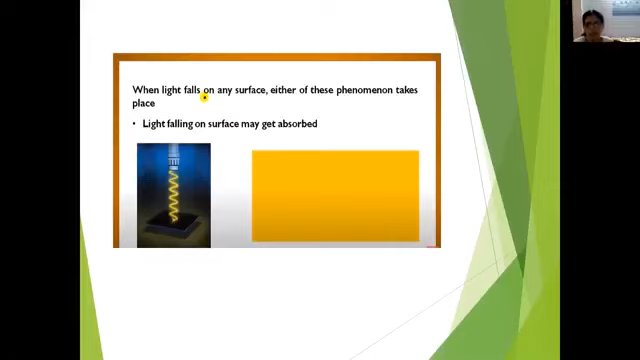 When light falls on any surface, either of these phenomenon takes
place
• Light falling on surface may get absorbed